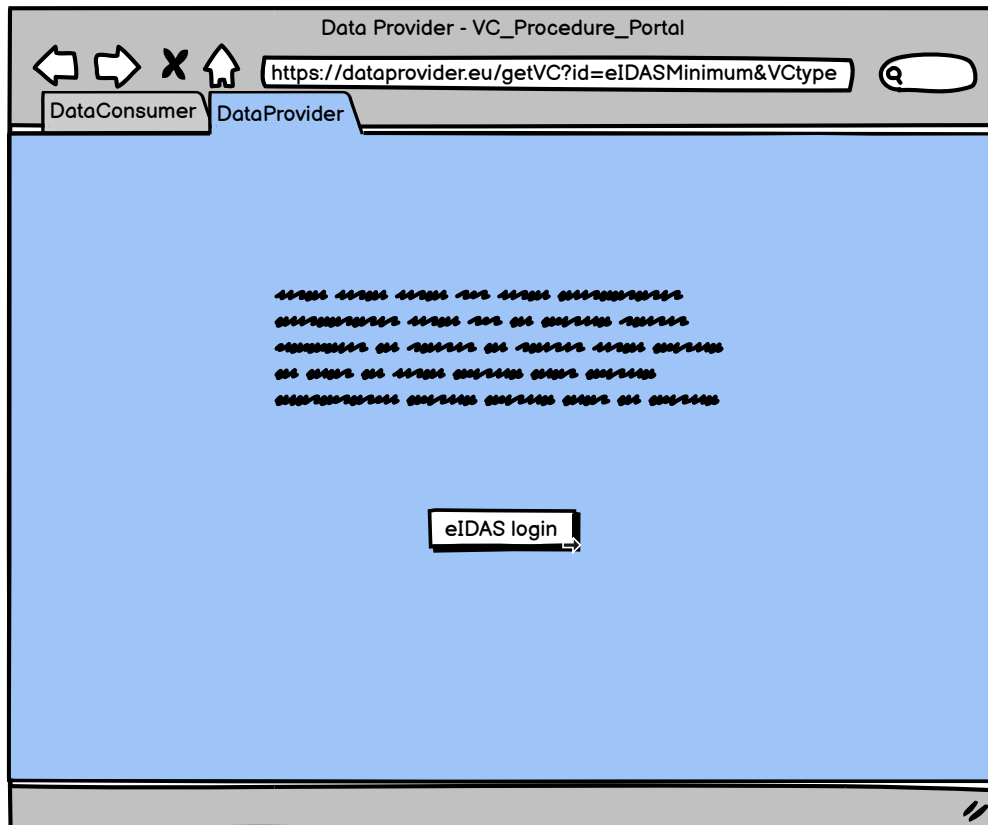 Data Provider - VC_Procedure_Portal
https://dataprovider.eu/getVC?id=eIDASMinimum&VCtype
DataConsumer
DataProvider
eIDAS login